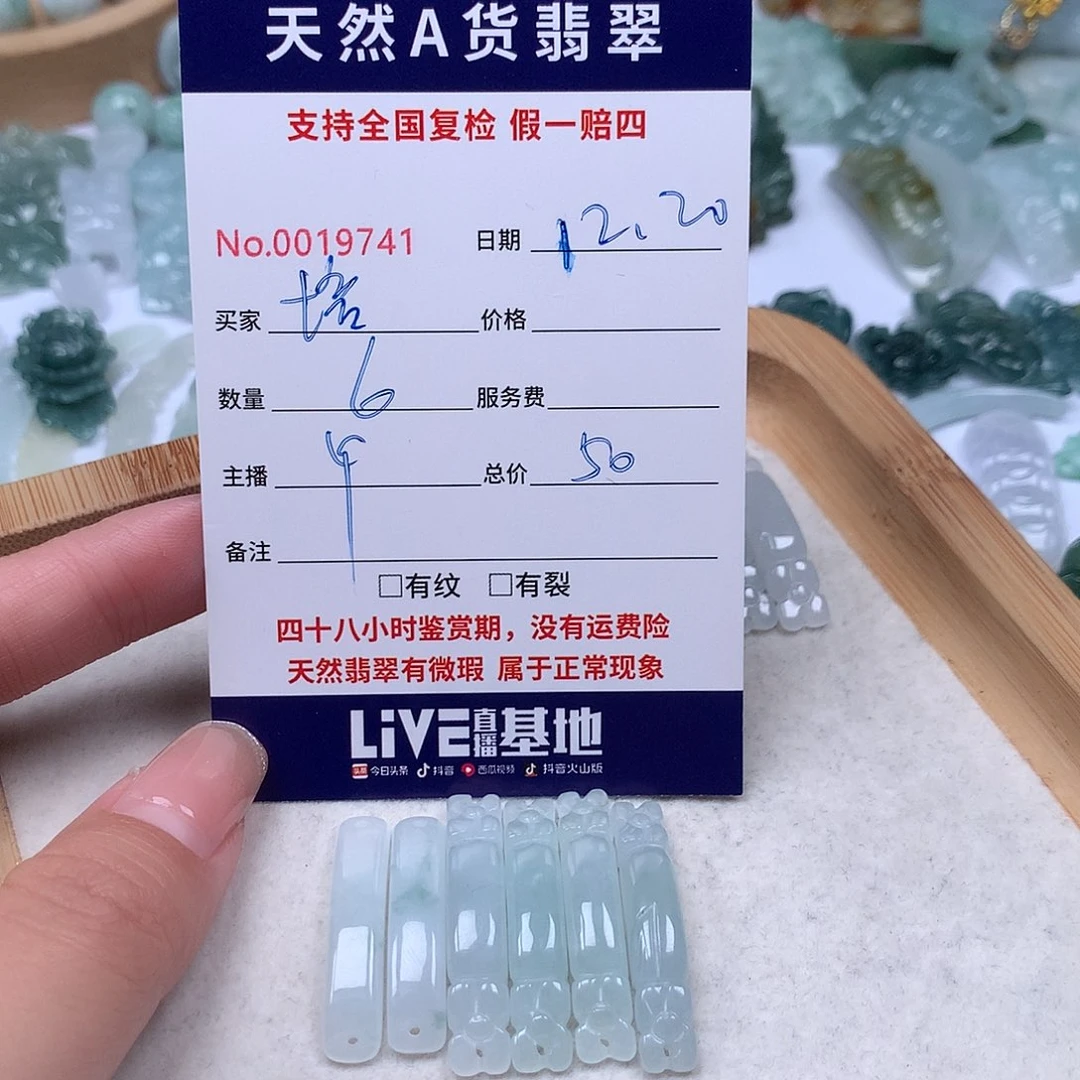 天然A货翡翠
支持全国复检 假一赔四
No.0019741 日期 12.20
买家 培 价格
数量 6 服务费
主播 总价 50
备注
□有纹 □有裂
四十八小时鉴赏期，没有运费险
天然翡翠有微瑕 属于正常现象
LiVE直播基地
头条 今日头条 抖音 西瓜视频 抖音火山版